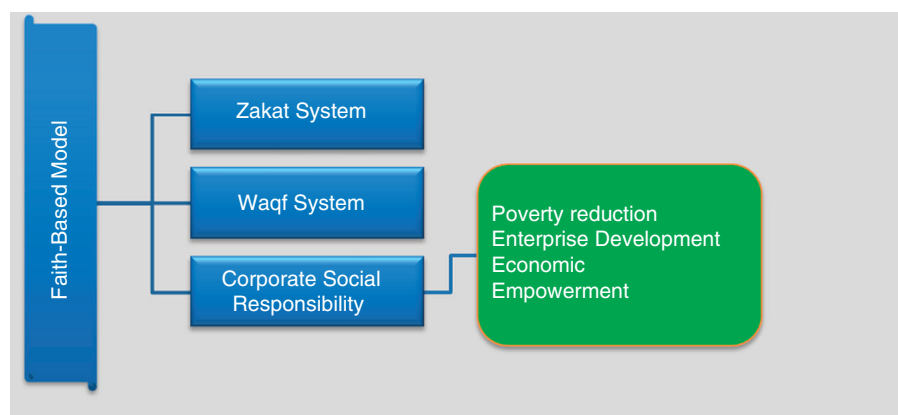 Faith-Based Model
Zakat System
Waqf System
Corporate Social
Responsibility
Poverty reduction
Enterprise Development
Economic
Empowerment